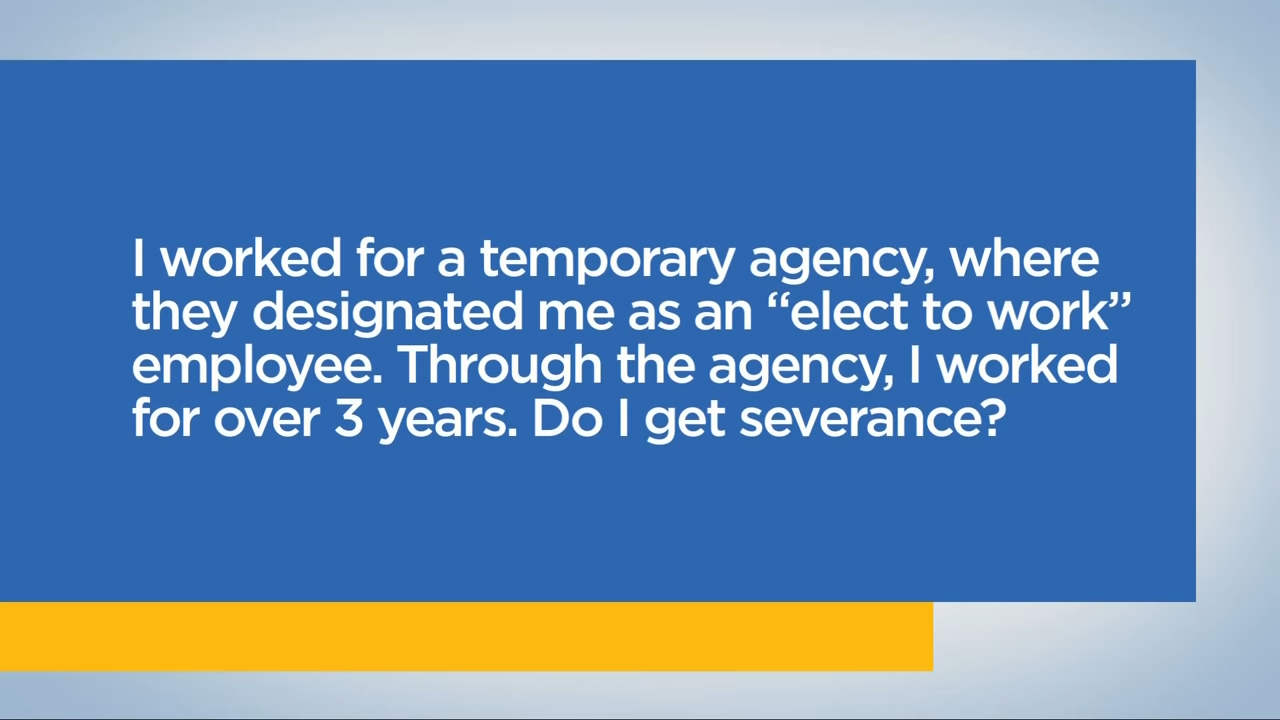 I worked for a temporary agency, where
they designated me as an “elect to work”
employee. Through the agency, I worked
for over 3 years. Do I get severance?